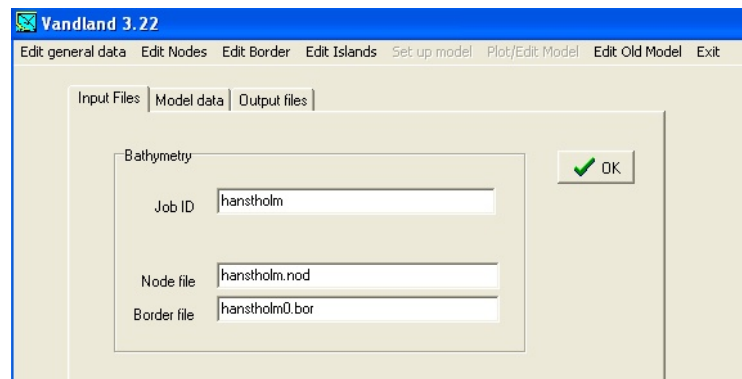 Vandland 3.22
Edit general data Edit Nodes Edit Border Edit Islands Set up model Plot/Edit Model Edit Old Model Exit
Input Files Model data Output files
Bathymetry
OK
Job ID hanstholm
Node file hanstholm.nod
Border file hanstholm0.bor